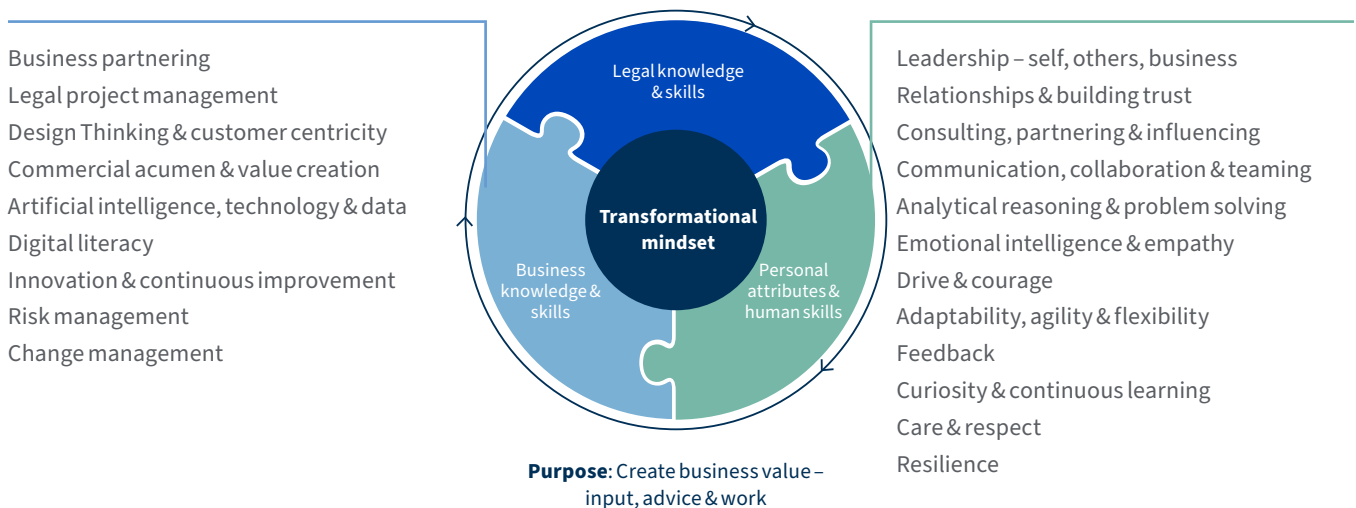 Business partnering
Legal project management
Design Thinking & customer centricity
Commercial acumen & value creation
Artificial intelligence, technology & data
Digital literacy
Innovation & continuous improvement
Risk management
Change management
Legal knowledge
& skills
Transformational
mindset
Business
knowledge &
skills
Personal
attributes &
human skills
Purpose: Create business value –
input, advice & work
Leadership – self, others, business
Relationships & building trust
Consulting, partnering & influencing
Communication, collaboration & teaming
Analytical reasoning & problem solving
Emotional intelligence & empathy
Drive & courage
Adaptability, agility & flexibility
Feedback
Curiosity & continuous learning
Care & respect
Resilience